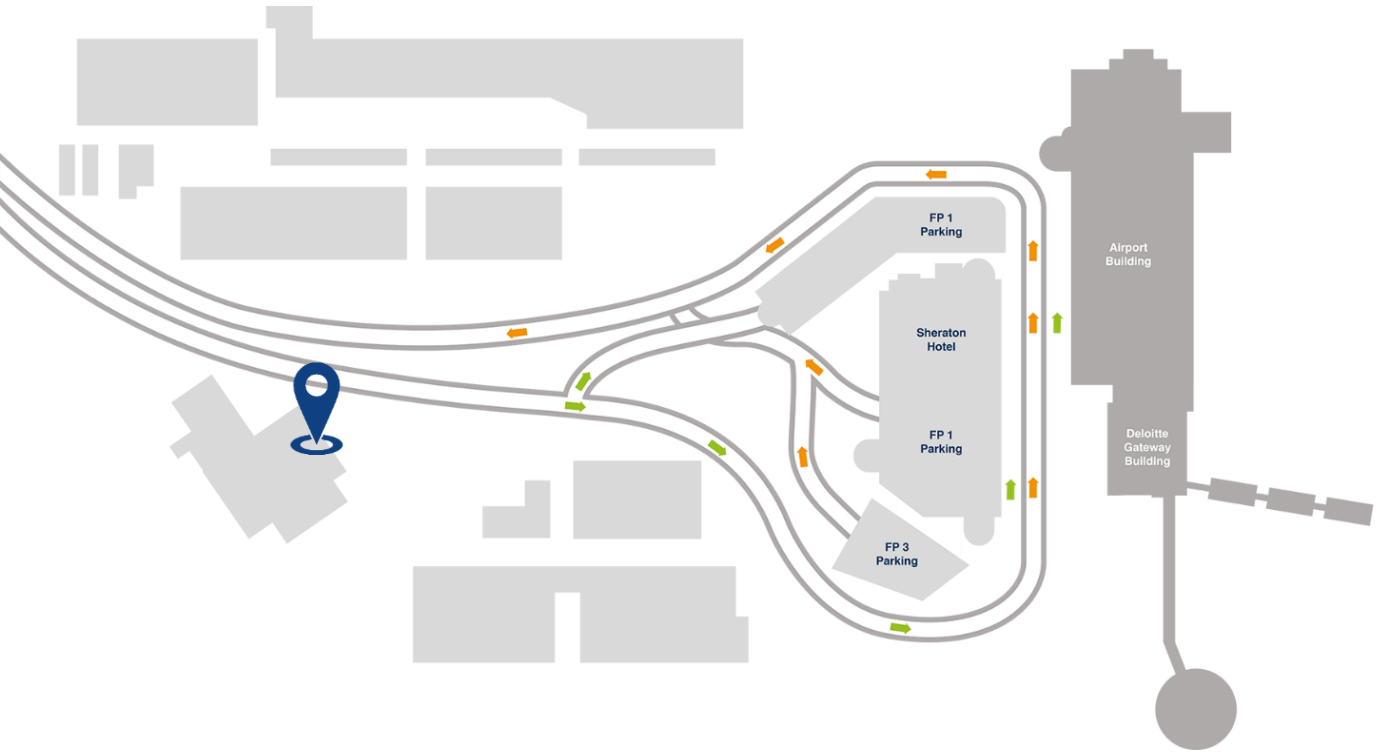 FP 1
Parking
Airport
Building
Sheraton
Hotel
FP 1
Parking
Deloitte
Gateway
Building
FP 3
Parking